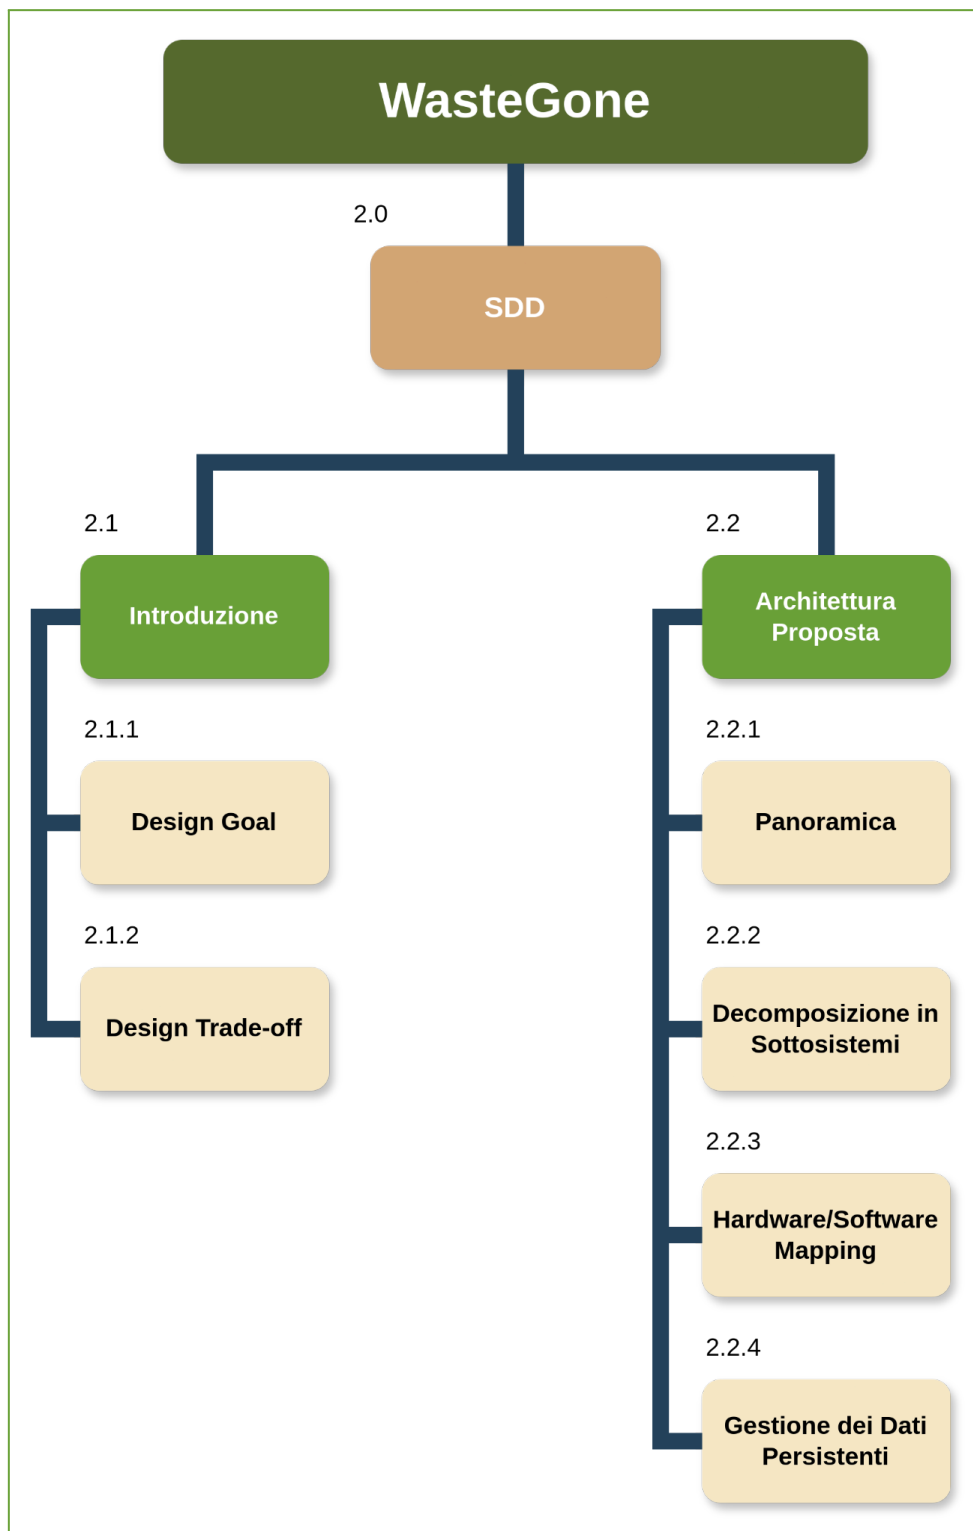 WasteGone
2.0
SDD
2.1
Introduzione
2.1.1
Design Goal
2.1.2
Design Trade-off
2.2
Architettura
Proposta
2.2.1
Panoramica
2.2.2
Decomposizione in
Sottosistemi
2.2.3
Hardware/Software
Mapping
2.2.4
Gestione dei Dati
Persistenti